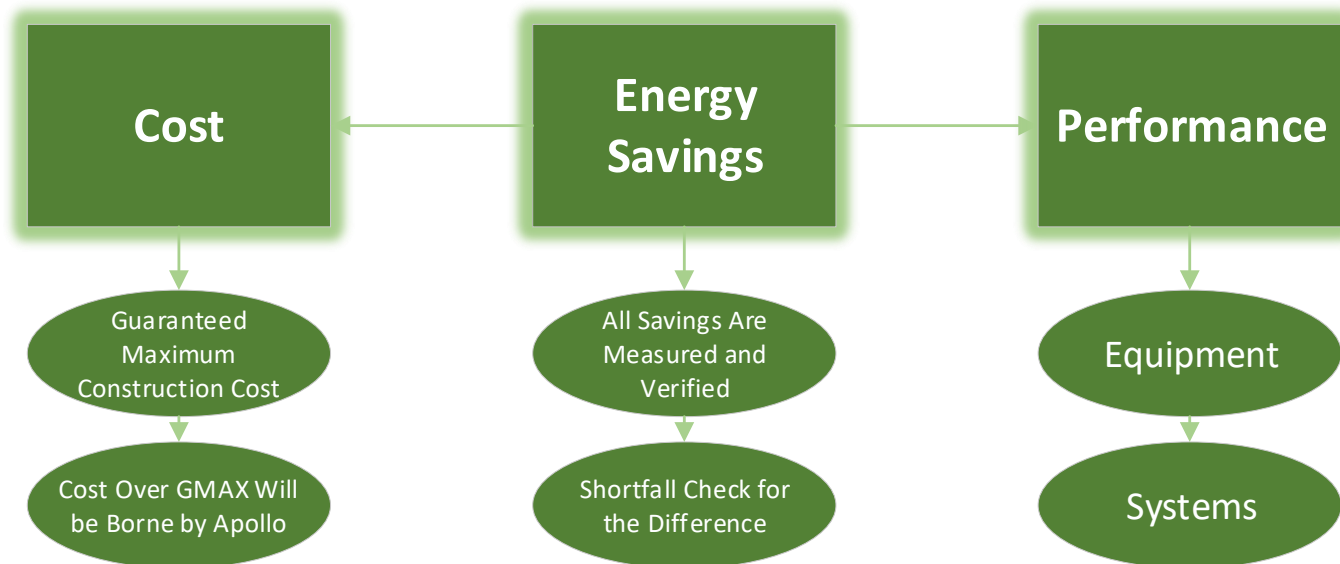 Cost
Energy
Savings
Performance
Guaranteed
Maximum
Construction Cost
All Savings Are
Measured and
Verified
Equipment
Cost Over GMAX Will
be Borne by Apollo
Shortfall Check for
the Difference
Systems